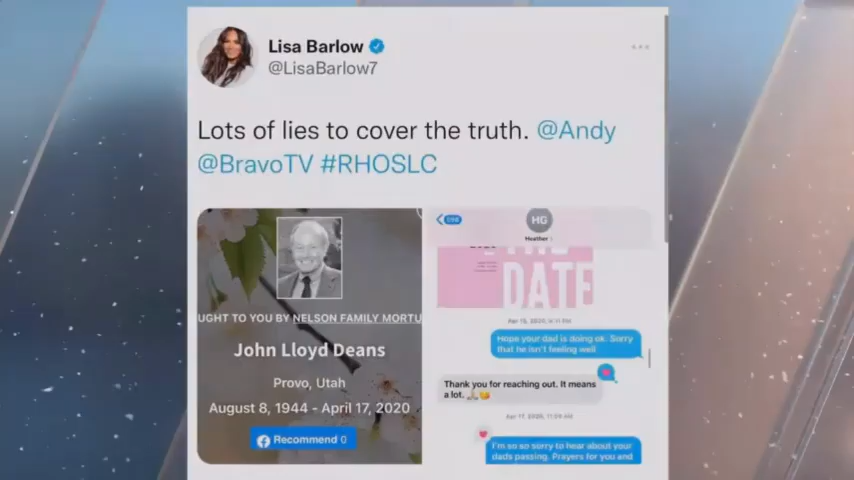 Lisa Barlow
@LisaBarlow7
Lots of lies to cover the truth. @Andy
@BravoTV #RHOSLC
UGHT TO YOU BY NELSON FAMILY MORTU
John Lloyd Deans
Provo, Utah
August 8, 1944 - April 17, 2020
Recommend 0
HG
Heather
DATE
Hope your dad is doing ok. Sorry
that he isn't feeling well
Thank you for reaching out. It means
a lot.
I'm so so sorry to hear about your
dads passing. Prayers for you and